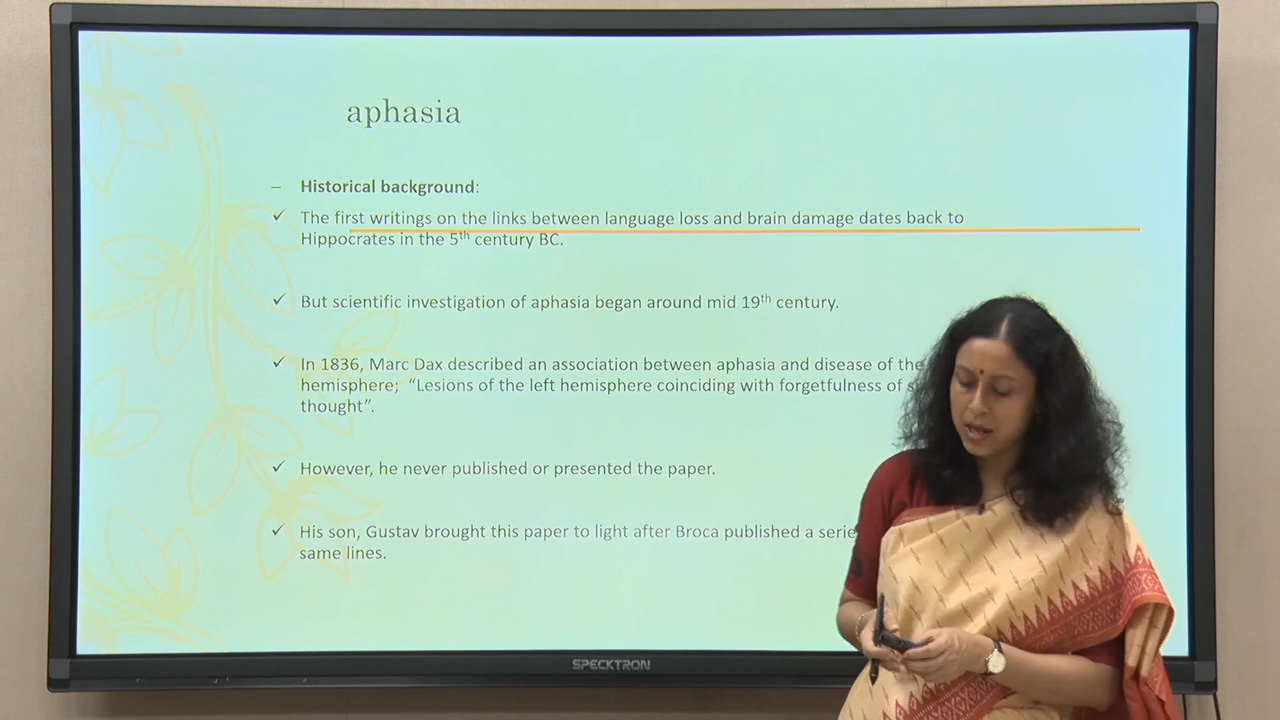 aphasia
– Historical background:
✓ The first writings on the links between language loss and brain damage dates back to
Hippocrates in the 5th century BC.
✓ But scientific investigation of aphasia began around mid 19th century.
✓ In 1836, Marc Dax described an association between aphasia and disease of the
hemisphere; “Lesions of the left hemisphere coinciding with forgetfulness of
thought”.
✓ However, he never published or presented the paper.
✓ His son, Gustav brought this paper to light after Broca published a
same lines.
SPECKTRON